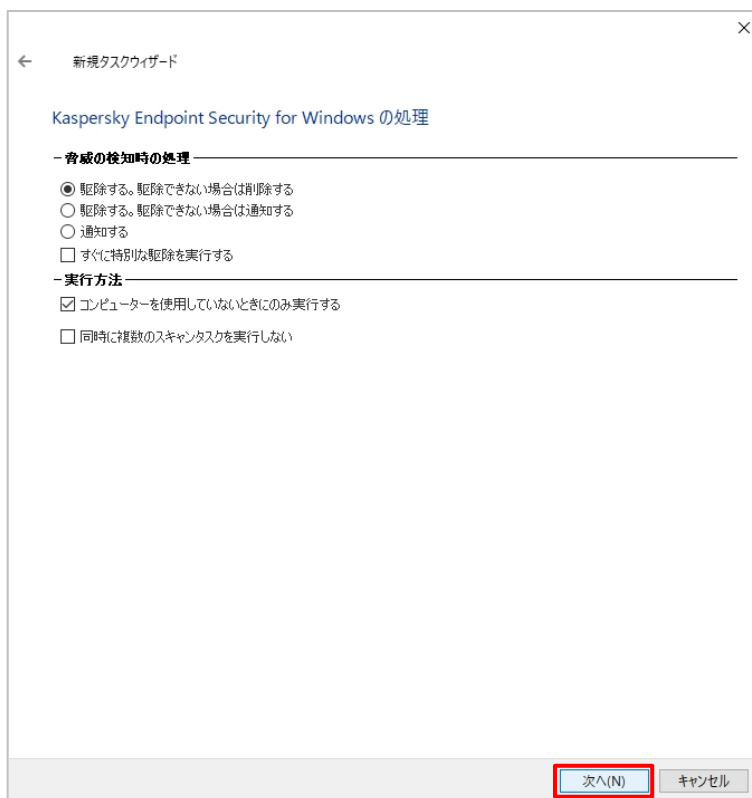 新規タスクウィザード
Kaspersky Endpoint Security for Windows の処理
脅威の検知時の処理
駆除する。駆除できない場合は削除する
駆除する。駆除できない場合は通知する
通知する
すぐに特別な駆除を実行する
実行方法
コンピューターを使用していないときにのみ実行する
同時に複数のスキャンタスクを実行しない
次へ(N) キャンセル